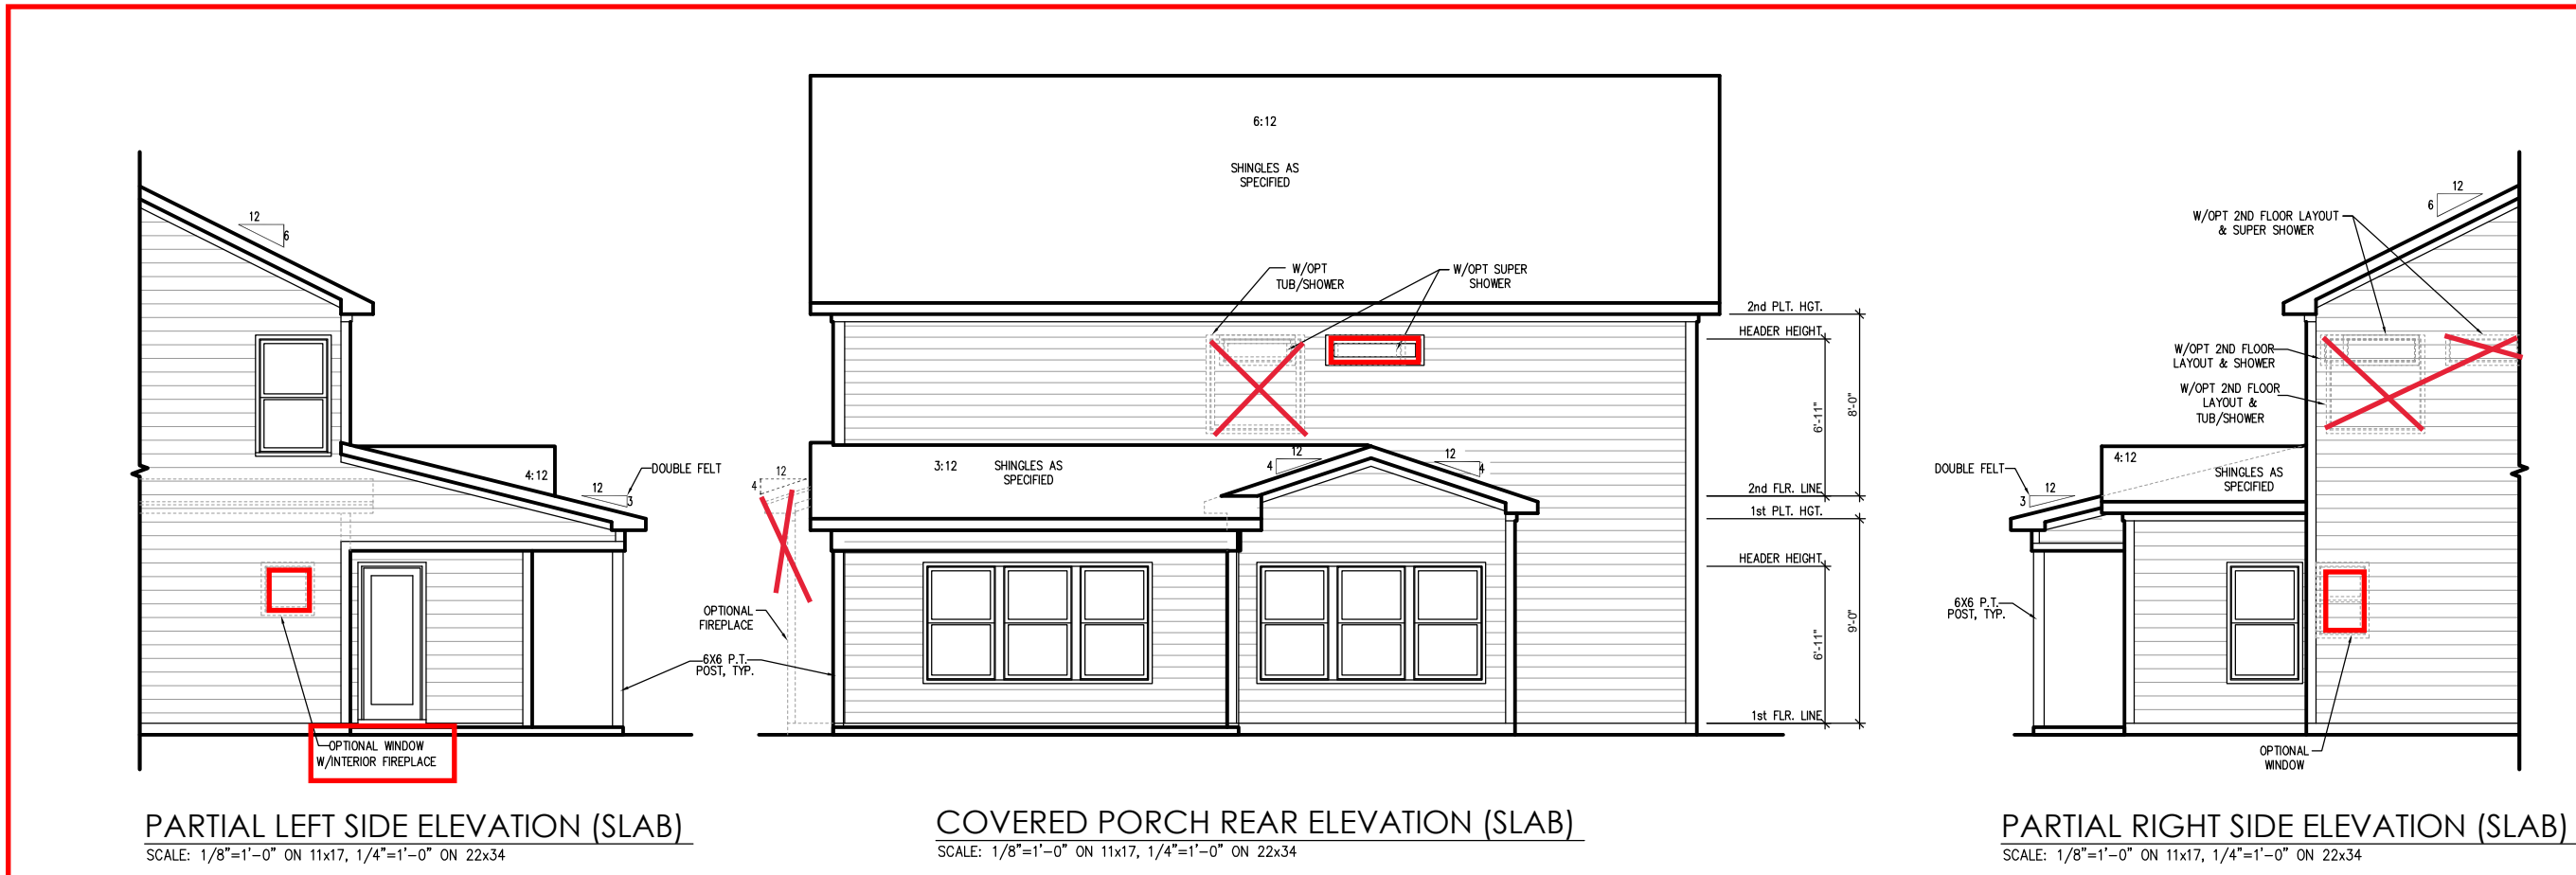 12
6
4:12
12
3
DOUBLE FELT
OPTIONAL WINDOW
W/INTERIOR FIREPLACE
PARTIAL LEFT SIDE ELEVATION (SLAB)
SCALE: 1/8"=1'-0" ON 11x17, 1/4"=1'-0" ON 22x34
6:12
SHINGLES AS
SPECIFIED
W/OPT
TUB/SHOWER
W/OPT SUPER
SHOWER
2nd PLT. HGT.
HEADER HEIGHT
6'-11"
8'-0"
3:12
SHINGLES AS
SPECIFIED
12
4
12
4
12
4
2nd FLR. LINE
1st PLT. HGT.
HEADER HEIGHT
6'-11"
9'-0"
OPTIONAL
FIREPLACE
6X6 P.T.
POST, TYP.
1st FLR. LINE
COVERED PORCH REAR ELEVATION (SLAB)
SCALE: 1/8"=1'-0" ON 11x17, 1/4"=1'-0" ON 22x34
12
6
W/OPT 2ND FLOOR LAYOUT
& SUPER SHOWER
W/OPT 2ND FLOOR
LAYOUT & SHOWER
W/OPT 2ND FLOOR
LAYOUT &
TUB/SHOWER
4:12
SHINGLES AS
SPECIFIED
DOUBLE FELT
12
3
6X6 P.T.
POST, TYP.
OPTIONAL
WINDOW
PARTIAL RIGHT SIDE ELEVATION (SLAB)
SCALE: 1/8"=1'-0" ON 11x17, 1/4"=1'-0" ON 22x34